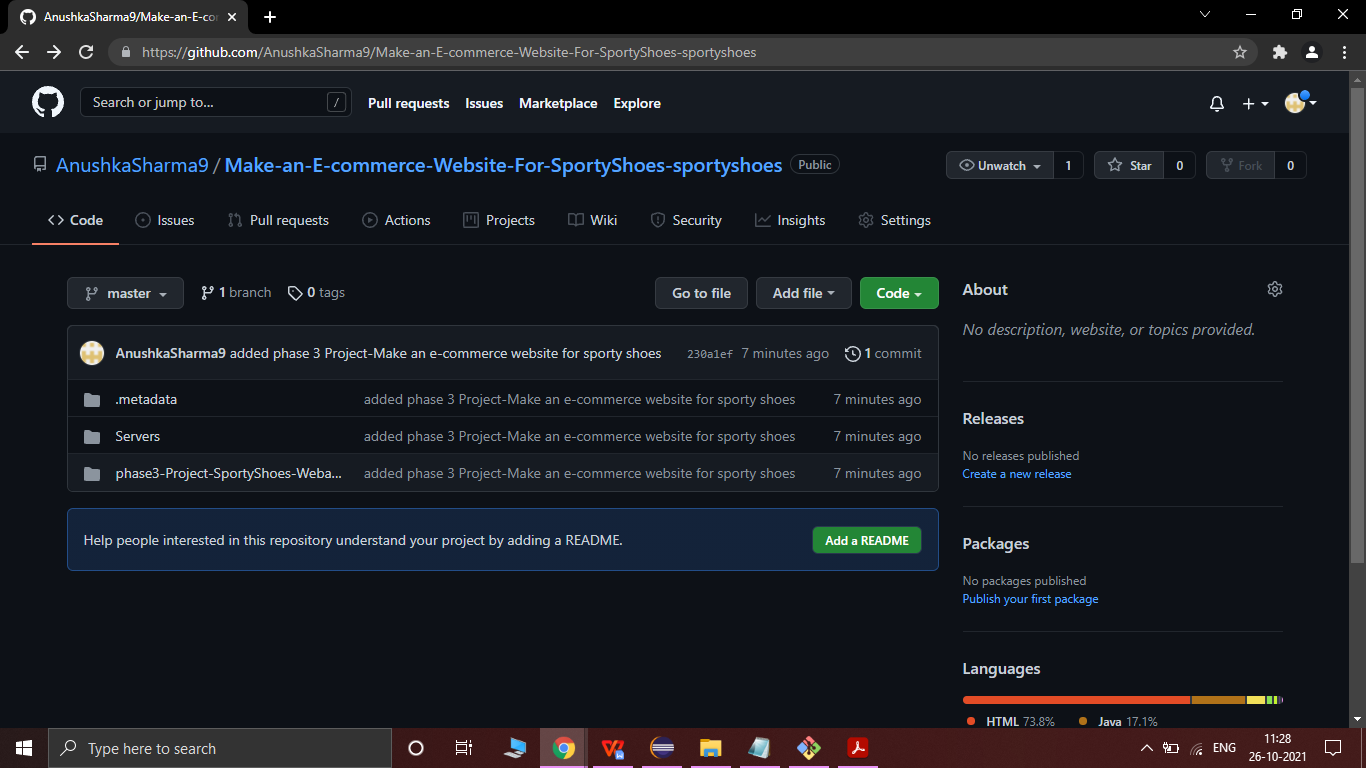 AnushkaSharma9/Make-an-E-co
https://github.com/AnushkaSharma9/Make-an-E-commerce-Website-For-SportyShoes-sportyshoes
Search or jump to... / Pull requests Issues Marketplace Explore
AnushkaSharma9 / Make-an-E-commerce-Website-For-SportyShoes-sportyshoes Public Unwatch 1 Star 0 Fork 0
Code Issues Pull requests Actions Projects Wiki Security Insights Settings
master 1 branch 0 tags Go to file Add file Code
AnushkaSharma9 added phase 3 Project-Make an e-commerce website for sporty shoes 230a1ef 7 minutes ago 1 commit
.metadata added phase 3 Project-Make an e-commerce website for sporty shoes 7 minutes ago
Servers added phase 3 Project-Make an e-commerce website for sporty shoes 7 minutes ago
phase3-Project-SportyShoes-Weba... added phase 3 Project-Make an e-commerce website for sporty shoes 7 minutes ago
Help people interested in this repository understand your project by adding a README. Add a README
About
No description, website, or topics provided.
Releases
No releases published
Create a new release
Packages
No packages published
Publish your first package
Languages
HTML 73.8% Java 17.1%
Type here to search
ENG
11:28
26-10-2021